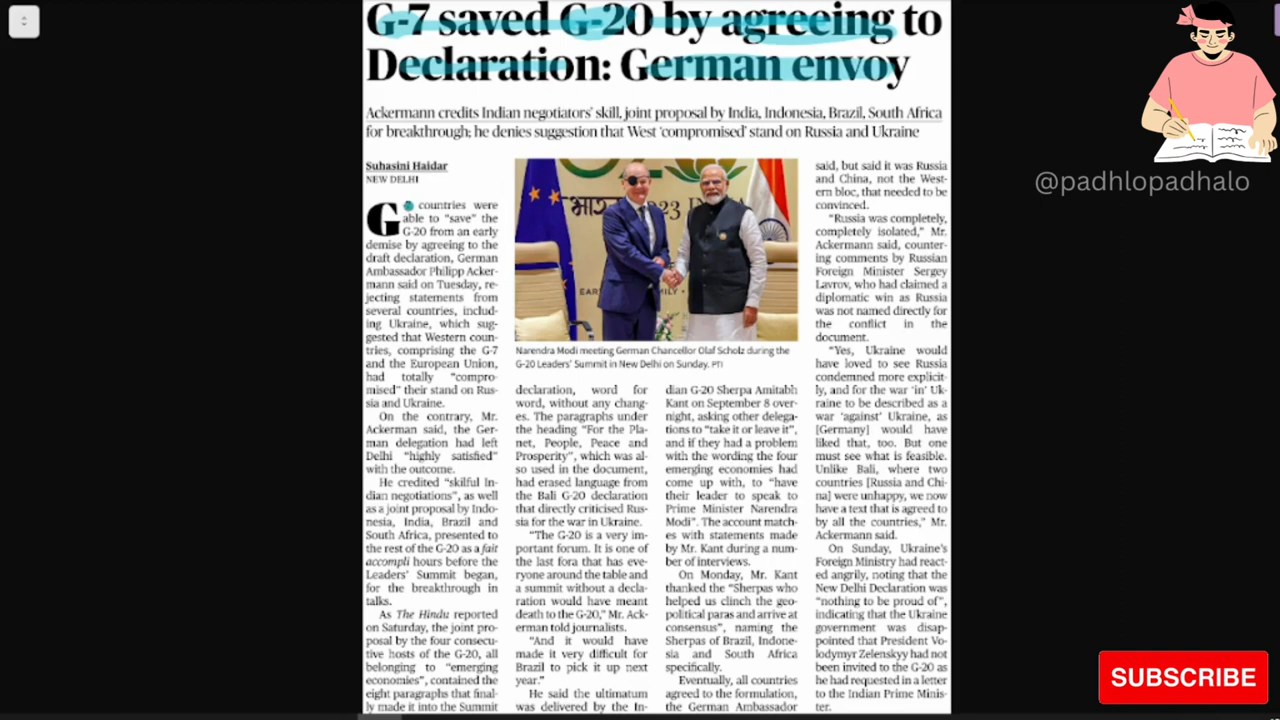 G-7 saved G-20 by agreeing to
Declaration: German envoy
Ackermann credits Indian negotiators' skill, joint proposal by India, Indonesia, Brazil, South Africa
for breakthrough; he denies suggestion that West 'compromised' stand on Russia and Ukraine
Suhasini Haidar
NEW DELHI
G countries were
able to "save" the
G-20 from an early
demise by agreeing to the
draft declaration, German
Ambassador Philipp Acker-
mann said on Tuesday, re-
jecting statements from
several countries, includ-
ing Ukraine, which sug-
gested that Western coun-
tries, comprising the G-7
and the European Union,
had totally "compro-
mised" their stand on Rus-
sia and Ukraine.
On the contrary, Mr.
Ackerman said, the Ger-
man delegation had left
Delhi "highly satisfied"
with the outcome.
He credited "skilful In-
dian negotiations", as well
as a joint proposal by Indo-
nesia, India, Brazil and
South Africa, presented to
the rest of the G-20 as a fait
accompli hours before the
Leaders' Summit began,
for the breakthrough in
talks.
As The Hindu reported
on Saturday, the joint pro-
posal by the four consecu-
tive hosts of the G-20, all
belonging to "emerging
economies", contained the
eight paragraphs that final-
ly made it into the Summit
भारत 2023 IN
EAR
MILY
Narendra Modi meeting German Chancellor Olaf Scholz during the
G-20 Leaders' Summit in New Delhi on Sunday. PTI
declaration, word for
word, without any chang-
es. The paragraphs under
the heading "For the Pla-
net, People, Peace and
Prosperity", which was al-
so used in the document,
had erased language from
the Bali G-20 declaration
that directly criticised Rus-
sia for the war in Ukraine.
"The G-20 is a very im-
portant forum. It is one of
the last fora that has eve-
ryone around the table and
a summit without a decla-
ration would have meant
death to the G-20," Mr. Ack-
erman told journalists.
"And it would have
made it very difficult for
Brazil to pick it up next
year."
He said the ultimatum
was delivered by the In-
dian G-20 Sherpa Amitabh
Kant on September 8 over-
night, asking other delega-
tions to "take it or leave it",
and if they had a problem
with the wording the four
emerging economies had
come up with, to "have
their leader to speak to
Prime Minister Narendra
Modi". The account match-
es with statements made
by Mr. Kant during a num-
ber of interviews.
On Monday, Mr. Kant
thanked the "Sherpas who
helped us clinch the geo-
political paras and arrive at
consensus", naming the
Sherpas of Brazil, Indone-
sia and South Africa
specifically.
Eventually, all countries
agreed to the formulation,
the German Ambassador
said, but said it was Russia
and China, not the West-
ern bloc, that needed to be
convinced.
"Russia was completely,
completely isolated," Mr.
Ackermann said, counter-
ing comments by Russian
Foreign Minister Sergey
Lavrov, who had claimed a
diplomatic win as Russia
was not named directly for
the conflict in the
document.
"Yes, Ukraine would
have loved to see Russia
condemned more explicit-
ly, and for the war 'in' Uk-
raine to be described as a
war 'against' Ukraine, as
[Germany] would have
liked that, too. But one
must see what is feasible.
Unlike Bali, where two
countries [Russia and Chi-
na] were unhappy, we now
have a text that is agreed to
by all the countries," Mr.
Ackermann said.
On Sunday, Ukraine's
Foreign Ministry had react-
ed angrily, noting that the
New Delhi Declaration was
"nothing to be proud of",
indicating that the Ukraine
government was disap-
pointed that President Vo-
lodymyr Zelenskyy had not
been invited to the G-20 as
he had requested in a letter
to the Indian Prime Minis-
ter.
@padhlopadhalo
SUBSCRIBE